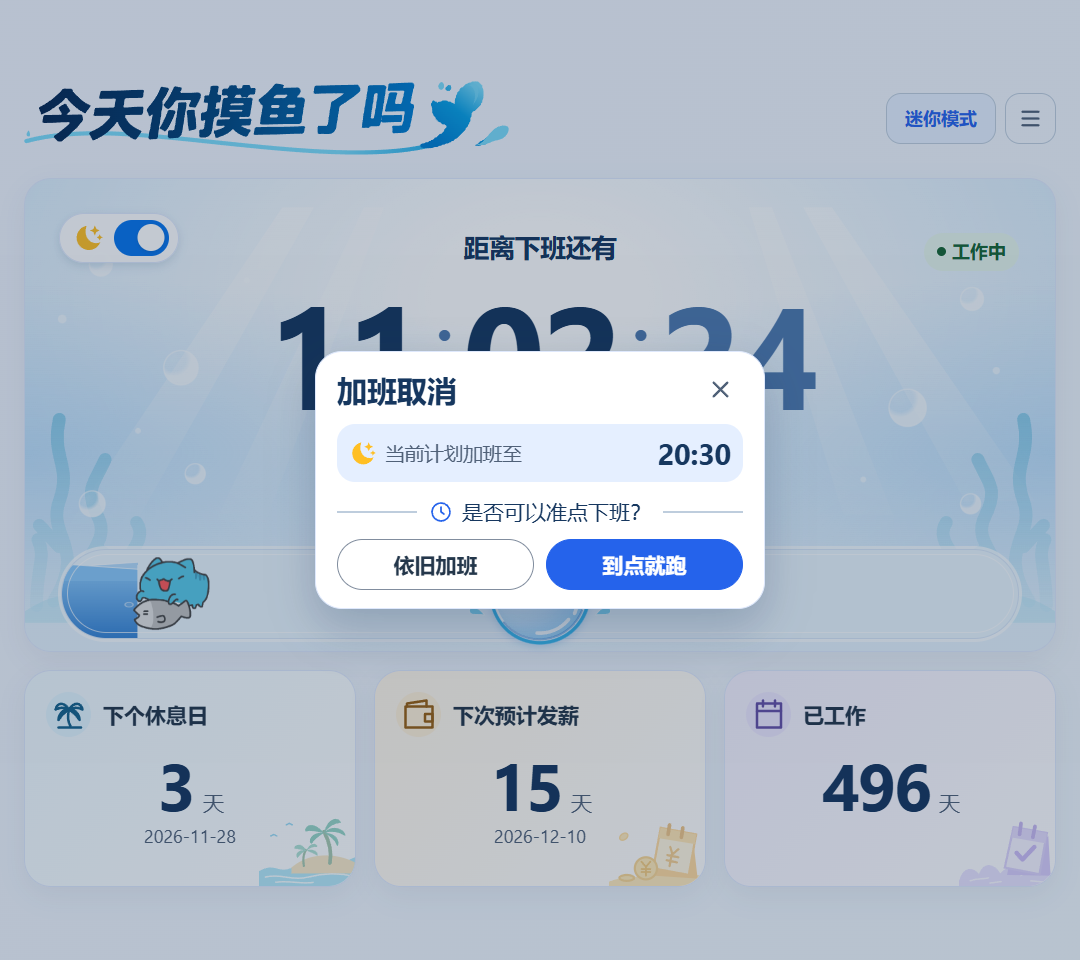 今天你摸鱼了吗
迷你模式
距离下班还有
工作中
11:02:24
加班取消
当前计划加班至
20:30
是否可以准点下班?
依旧加班
到点就跑
下个休息日
3 天
2026-11-28
下次预计发薪
15 天
2026-12-10
¥
¥
已工作
496 天